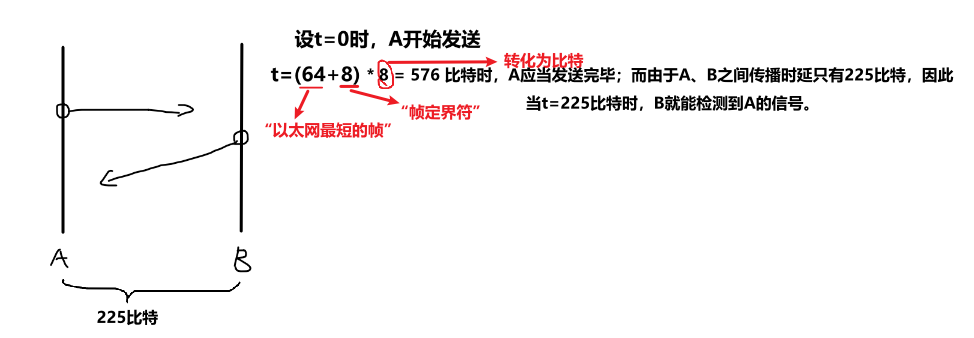 设t=0时，A开始发送
转化为比特
t=(64+8) * 8 = 576 比特时，A应当发送完毕；而由于A、B之间传播时延只有225比特，因此
当t=225比特时，B就能检测到A的信号。
“帧定界符”
“以太网最短的帧”
A B
225比特